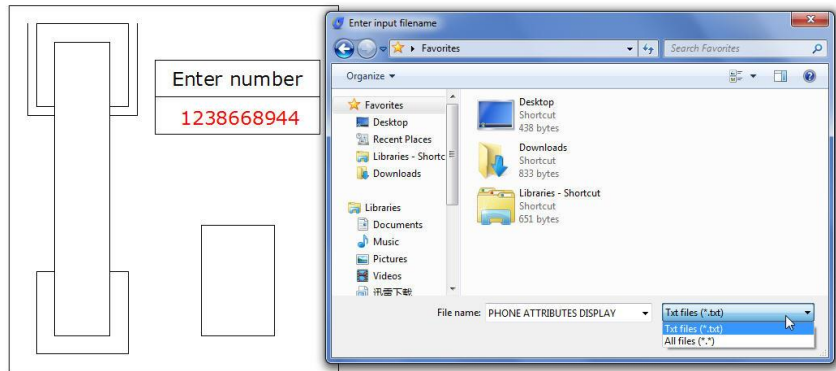 Enter number
1238668944
Enter input filename
Favorites
Search Favorites
Organize
Favorites
Desktop
Recent Places
Libraries - Shortc
Downloads
Libraries
Documents
Music
Pictures
Videos
迅雷下载
Desktop
Shortcut
438 bytes
Downloads
Shortcut
833 bytes
Libraries - Shortcut
Shortcut
651 bytes
File name: PHONE ATTRIBUTES DISPLAY
Txt files (*.txt)
Txt files (*.txt)
All files (*.*)